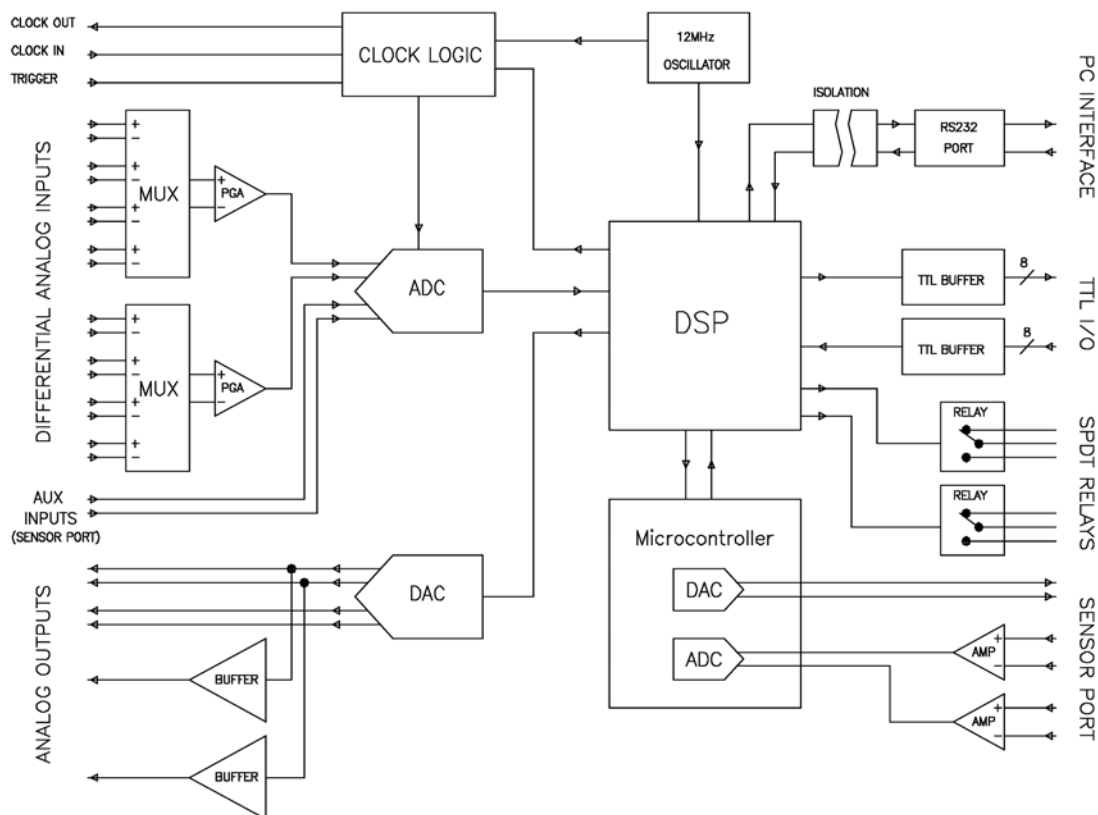 CLOCK OUT
CLOCK IN
TRIGGER
CLOCK LOGIC
12MHz
OSCILLATOR
ISOLATION
RS232
PORT
PC INTERFACE
DIFFERENTIAL ANALOG INPUTS
+
−
+
−
+
−
+
−
MUX
+
−
PGA
+
−
+
−
+
−
+
−
MUX
+
−
PGA
ADC
DSP
TTL BUFFER
8
TTL BUFFER
8
TTL I/O
RELAY
RELAY
SPDT RELAYS
AUX
INPUTS
(SENSOR PORT)
Microcontroller
DAC
ADC
DAC
ANALOG OUTPUTS
BUFFER
BUFFER
AMP
+
−
AMP
+
−
SENSOR PORT